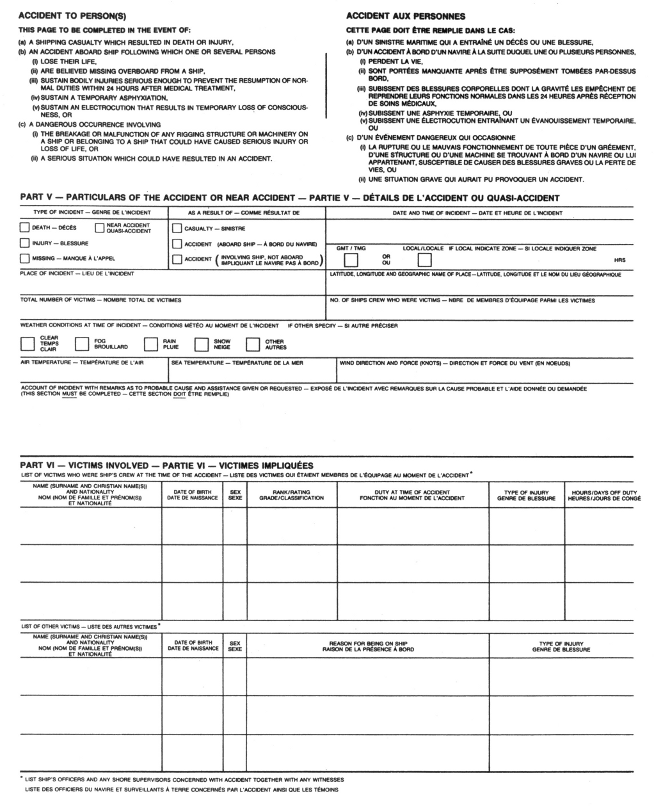 ACCIDENT TO PERSON(S)
THIS PAGE TO BE COMPLETED IN THE EVENT OF:
(a) A SHIPPING CASUALTY WHICH RESULTED IN DEATH OR INJURY,
(b) AN ACCIDENT ABOARD SHIP FOLLOWING WHICH ONE OR SEVERAL PERSONS
(i) LOSE THEIR LIFE,
(ii) ARE BELIEVED MISSING OVERBOARD FROM A SHIP,
(iii) SUSTAIN BODILY INJURIES SERIOUS ENOUGH TO PREVENT THE RESUMPTION OF NOR-
MAL DUTIES WITHIN 24 HOURS AFTER MEDICAL TREATMENT,
(iv) SUSTAIN A TEMPORARY ASPHYXIATION,
(v) SUSTAIN AN ELECTROCUTION THAT RESULTS IN TEMPORARY LOSS OF CONSCIOUS-
NESS, OR
(c) A DANGEROUS OCCURRENCE INVOLVING
(i) THE BREAKAGE OR MALFUNCTION OF ANY RIGGING STRUCTURE OR MACHINERY ON
A SHIP OR BELONGING TO A SHIP THAT COULD HAVE CAUSED SERIOUS INJURY OR
LOSS OF LIFE, OR
(ii) A SERIOUS SITUATION WHICH COULD HAVE RESULTED IN AN ACCIDENT.
ACCIDENT AUX PERSONNES
CETTE PAGE DOIT ÊTRE REMPLIE DANS LE CAS:
(a) D'UN SINISTRE MARITIME QUI A ENTRAÎNÉ UN DÉCÈS OU UNE BLESSURE,
(b) D'UN ACCIDENT À BORD D'UN NAVIRE À LA SUITE DUQUEL UNE OU PLUSIEURS PERSONNES,
(i) PERDENT LA VIE,
(ii) SONT PORTÉES MANQUANTE APRÈS ÊTRE SUPPOSÉMENT TOMBÉES PAR-DESSUS
BORD,
(iii) SUBISSENT DES BLESSURES CORPORELLES DONT LA GRAVITÉ LES EMPÊCHENT DE
REPRENDRE LEURS FONCTIONS NORMALES DANS LES 24 HEURES APRÈS RÉCEPTION
DE SOINS MÉDICAUX,
(iv) SUBISSENT UNE ASPHYXIE TEMPORAIRE, OU
(v) SUBISSENT UNE ÉLECTROCUTION ENTRAÎNANT UN ÉVANOUISSEMENT TEMPORAIRE,
OU
(c) D'UN ÉVÉNEMENT DANGEREUX QUI OCCASIONNE
(i) LA RUPTURE OU LE MAUVAIS FONCTIONNEMENT DE TOUTE PIÈCE D'UN GRÉEMENT,
D'UNE STRUCTURE OU D'UNE MACHINE SE TROUVANT À BORD D'UN NAVIRE OU LUI
APPARTENANT, SUSCEPTIBLE DE CAUSER DES BLESSURES GRAVES OU LA PERTE DE
VIES, OU
(ii) UNE SITUATION GRAVE QUI AURAIT PU PROVOQUER UN ACCIDENT.
PART V — PARTICULARS OF THE ACCIDENT OR NEAR ACCIDENT — PARTIE V — DÉTAILS DE L'ACCIDENT OU QUASI-ACCIDENT
TYPE OF INCIDENT — GENRE DE L'INCIDENT
DEATH — DÉCÈS
NEAR ACCIDENT
QUASI-ACCIDENT
INJURY — BLESSURE
MISSING — MANQUE À L'APPEL
AS A RESULT OF — COMME RÉSULTAT DE
CASUALTY — SINISTRE
ACCIDENT (ABOARD SHIP — À BORD DU NAVIRE)
ACCIDENT (INVOLVING SHIP, NOT ABOARD
IMPLIQUANT LE NAVIRE PAS À BORD)
DATE AND TIME OF INCIDENT — DATE ET HEURE DE L'INCIDENT
GMT / TMG
OR
OU
LOCAL/LOCALE IF LOCAL INDICATE ZONE — SI LOCALE INDIQUER ZONE
HRS
PLACE OF INCIDENT — LIEU DE L'INCIDENT
LATITUDE, LONGITUDE AND GEOGRAPHIC NAME OF PLACE—LATITUDE, LONGITUDE ET LE NOM DU LIEU GÉOGRAPHIQUE
TOTAL NUMBER OF VICTIMS — NOMBRE TOTAL DE VICTIMES
NO. OF SHIPS CREW WHO WERE VICTIMS — NBRE DE MEMBRES D'ÉQUIPAGE PARMI LES VICTIMES
WEATHER CONDITIONS AT TIME OF INCIDENT — CONDITIONS MÉTÉO AU MOMENT DE L'INCIDENT IF OTHER SPECIFY — SI AUTRE PRÉCISER
CLEAR
TEMPS
CLAIR
FOG
BROUILLARD
RAIN
PLUIE
SNOW
NEIGE
OTHER
AUTRES
AIR TEMPERATURE — TEMPÉRATURE DE L'AIR
SEA TEMPERATURE — TEMPÉRATURE DE LA MER
WIND DIRECTION AND FORCE (KNOTS) — DIRECTION ET FORCE DU VENT (EN NOEUDS)
ACCOUNT OF INCIDENT WITH REMARKS AS TO PROBABLE CAUSE AND ASSISTANCE GIVEN OR REQUESTED — EXPOSÉ DE L'INCIDENT AVEC REMARQUES SUR LA CAUSE PROBABLE ET L'AIDE DONNÉE OU DEMANDÉE
(THIS SECTION MUST BE COMPLETED — CETTE SECTION DOIT ÊTRE REMPLIE)
PART VI — VICTIMS INVOLVED — PARTIE VI — VICTIMES IMPLIQUÉES
LIST OF VICTIMS WHO WERE SHIP'S CREW AT THE TIME OF THE ACCIDENT — LISTE DES VICTIMES QUI ÉTAIENT MEMBRES DE L'ÉQUIPAGE AU MOMENT DE L'ACCIDENT*
NAME (SURNAME AND CHRISTIAN NAME(S))
AND NATIONALITY
NOM (NOM DE FAMILLE ET PRÉNOM(S))
ET NATIONALITÉ
DATE OF BIRTH
DATE DE NAISSANCE
SEX
SEXE
RANK/RATING
GRADE/CLASSIFICATION
DUTY AT TIME OF ACCIDENT
FONCTION AU MOMENT DE L'ACCIDENT
TYPE OF INJURY
GENRE DE BLESSURE
HOURS/DAYS OFF DUTY
HEURES/JOURS DE CONGÉ
LIST OF OTHER VICTIMS — LISTE DES AUTRES VICTIMES*
NAME (SURNAME AND CHRISTIAN NAME(S))
AND NATIONALITY
NOM (NOM DE FAMILLE ET PRÉNOM(S))
ET NATIONALITÉ
DATE OF BIRTH
DATE DE NAISSANCE
SEX
SEXE
REASON FOR BEING ON SHIP
RAISON DE LA PRÉSENCE À BORD
TYPE OF INJURY
GENRE DE BLESSURE
* LIST SHIP'S OFFICERS AND ANY SHORE SUPERVISORS CONCERNED WITH ACCIDENT TOGETHER WITH ANY WITNESSES
LISTE DES OFFICIERS DU NAVIRE ET SURVEILLANTS À TERRE CONCERNÉS PAR L'ACCIDENT AINSI QUE LES TÉMOINS